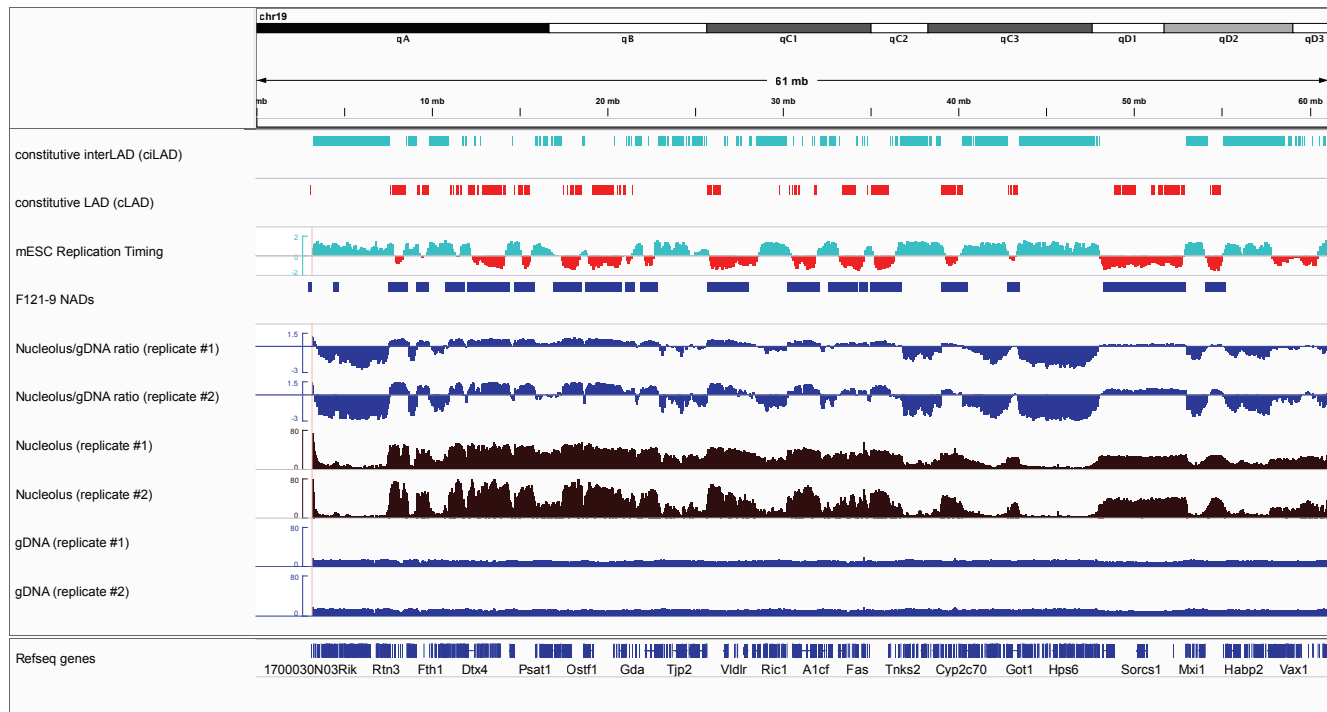 chr19
qA qB qC1 qC2 qC3 qD1 qD2 qD3
61 mb
mb 10 mb 20 mb 30 mb 40 mb 50 mb 60 mb
constitutive interLAD (ciLAD)
constitutive LAD (cLAD)
2
mESC Replication Timing
0
-2
F121-9 NADs
1.5
Nucleolus/gDNA ratio (replicate #1)
-3
1.5
Nucleolus/gDNA ratio (replicate #2)
-3
80
Nucleolus (replicate #1)
0
80
Nucleolus (replicate #2)
0
80
gDNA (replicate #1)
0
80
gDNA (replicate #2)
0
Refseq genes
1700030N03Rik Rtn3 Fth1 Dtx4 Psat1 Ostf1 Gda Tjp2 Vldlr Ric1 A1cf Fas Tnks2 Cyp2c70 Got1 Hps6 Sorcs1 Mxi1 Habp2 Vax1